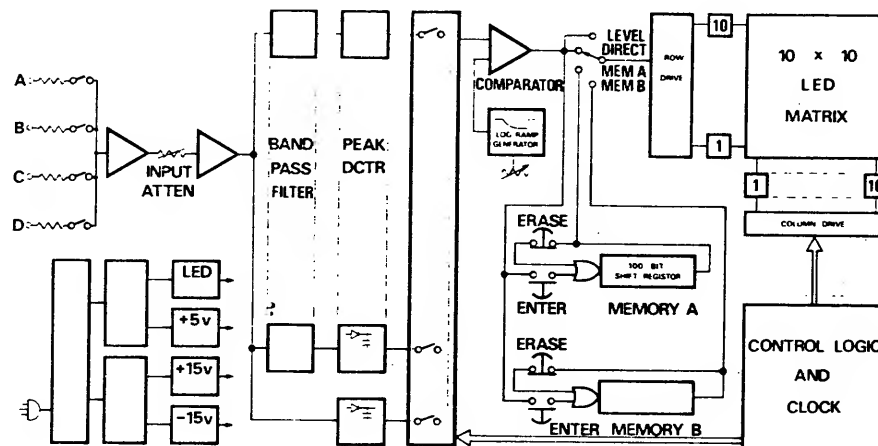 A
B
C
D
INPUT
ATTEN
BAND
PASS
FILTER
PEAK
DCTR
COMPARATOR
LOG RAMP
GENERATOR
LEVEL
DIRECT
MEM A
MEM B
ROW
DRIVE
10
1
10 x 10
LED
MATRIX
1
10
COLUMN DRIVE
ERASE
100 BIT
SHIFT REGISTOR
ENTER
MEMORY A
ERASE
ENTER
MEMORY B
CONTROL LOGIC
AND
CLOCK
LED
+5v
+15v
-15v